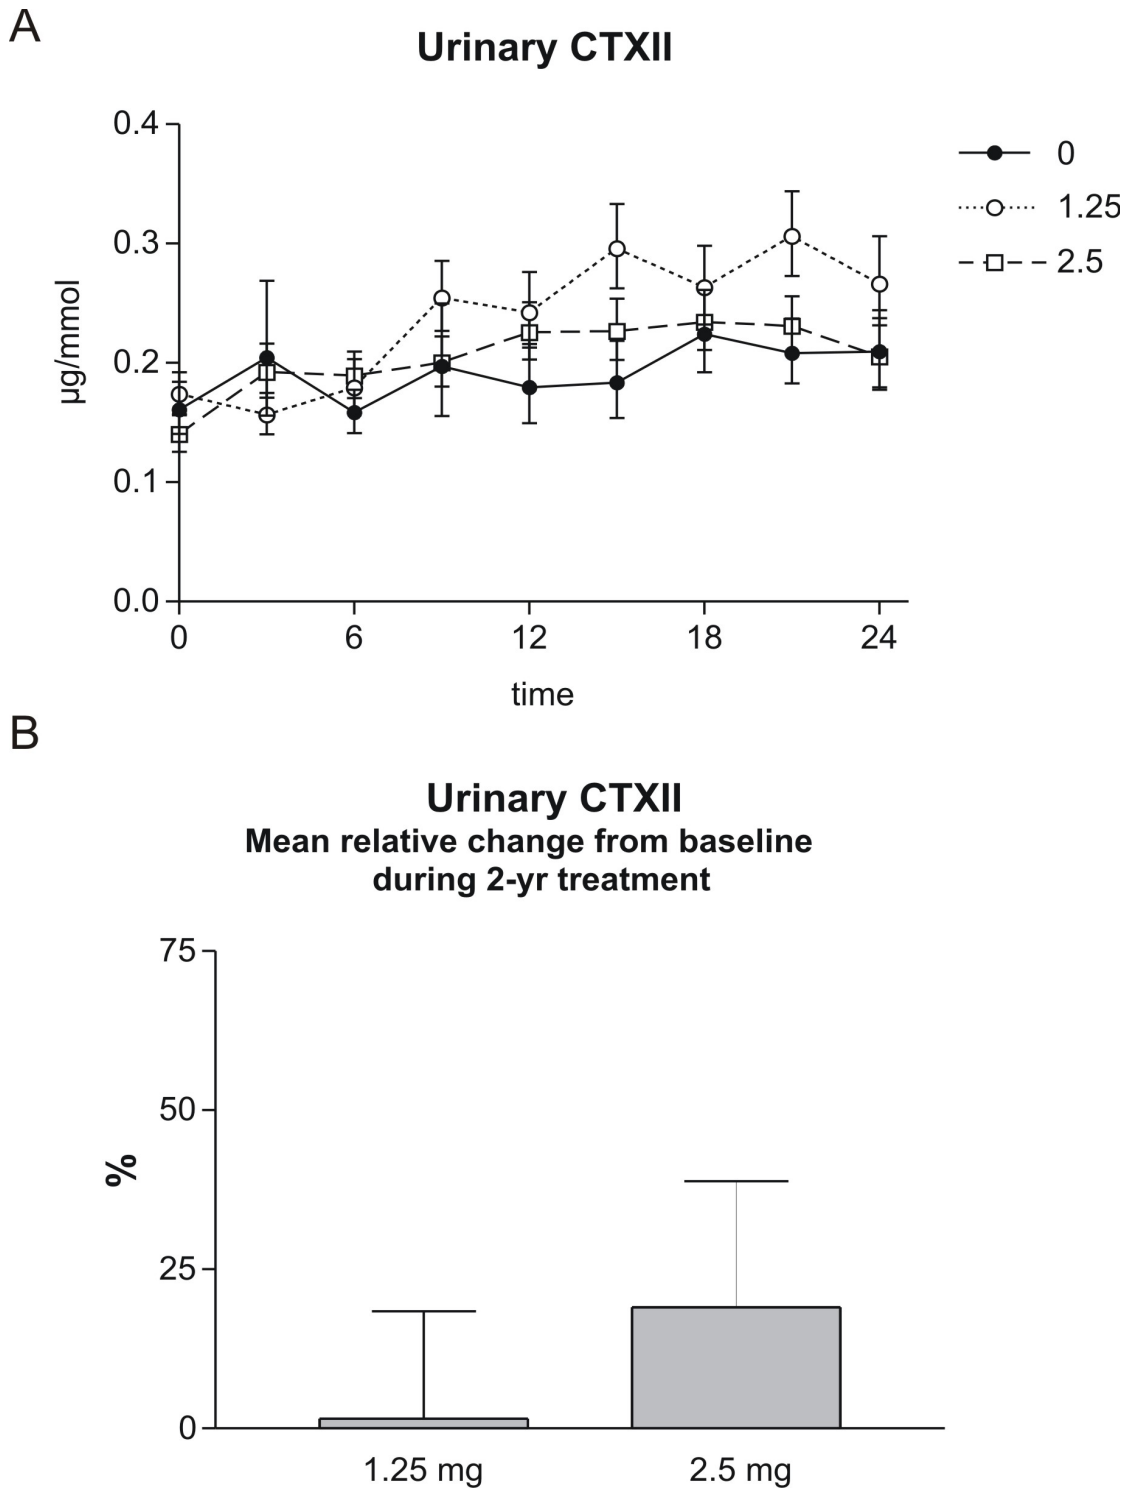 A
Urinary CTXII
0.4
0.3
0.2
0.1
0.0
µg/mmol
0 6 12 18 24
time
0
1.25
2.5
B
Urinary CTXII
Mean relative change from baseline
during 2-yr treatment
75
50
25
0
%
1.25 mg 2.5 mg